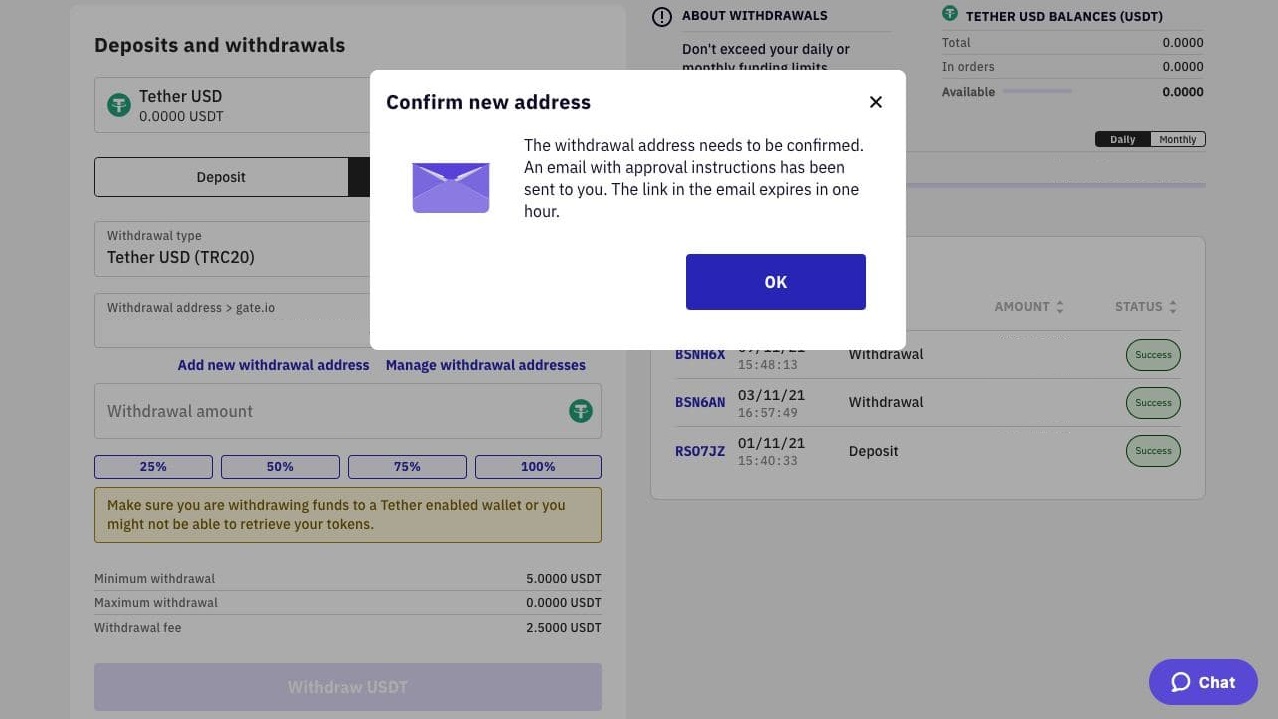 Deposits and withdrawals
Tether USD
0.0000 USDT
Deposit
Withdrawal type
Tether USD (TRC20)
Withdrawal address > gate.io
Add new withdrawal address Manage withdrawal addresses
Withdrawal amount
25% 50% 75% 100%
Make sure you are withdrawing funds to a Tether enabled wallet or you
might not be able to retrieve your tokens.
Minimum withdrawal 5.0000 USDT
Maximum withdrawal 0.0000 USDT
Withdrawal fee 2.5000 USDT
Withdraw USDT
Confirm new address
The withdrawal address needs to be confirmed.
An email with approval instructions has been
sent to you. The link in the email expires in one
hour.
OK
ABOUT WITHDRAWALS
Don't exceed your daily or
monthly funding limits
TETHER USD BALANCES (USDT)
Total 0.0000
In orders 0.0000
Available 0.0000
Daily Monthly
AMOUNT STATUS
BSNH6X Withdrawal Success
15:48:13
BSN6AN 03/11/21 Withdrawal Success
16:57:49
RSO7JZ 01/11/21 Deposit Success
15:40:33
Chat